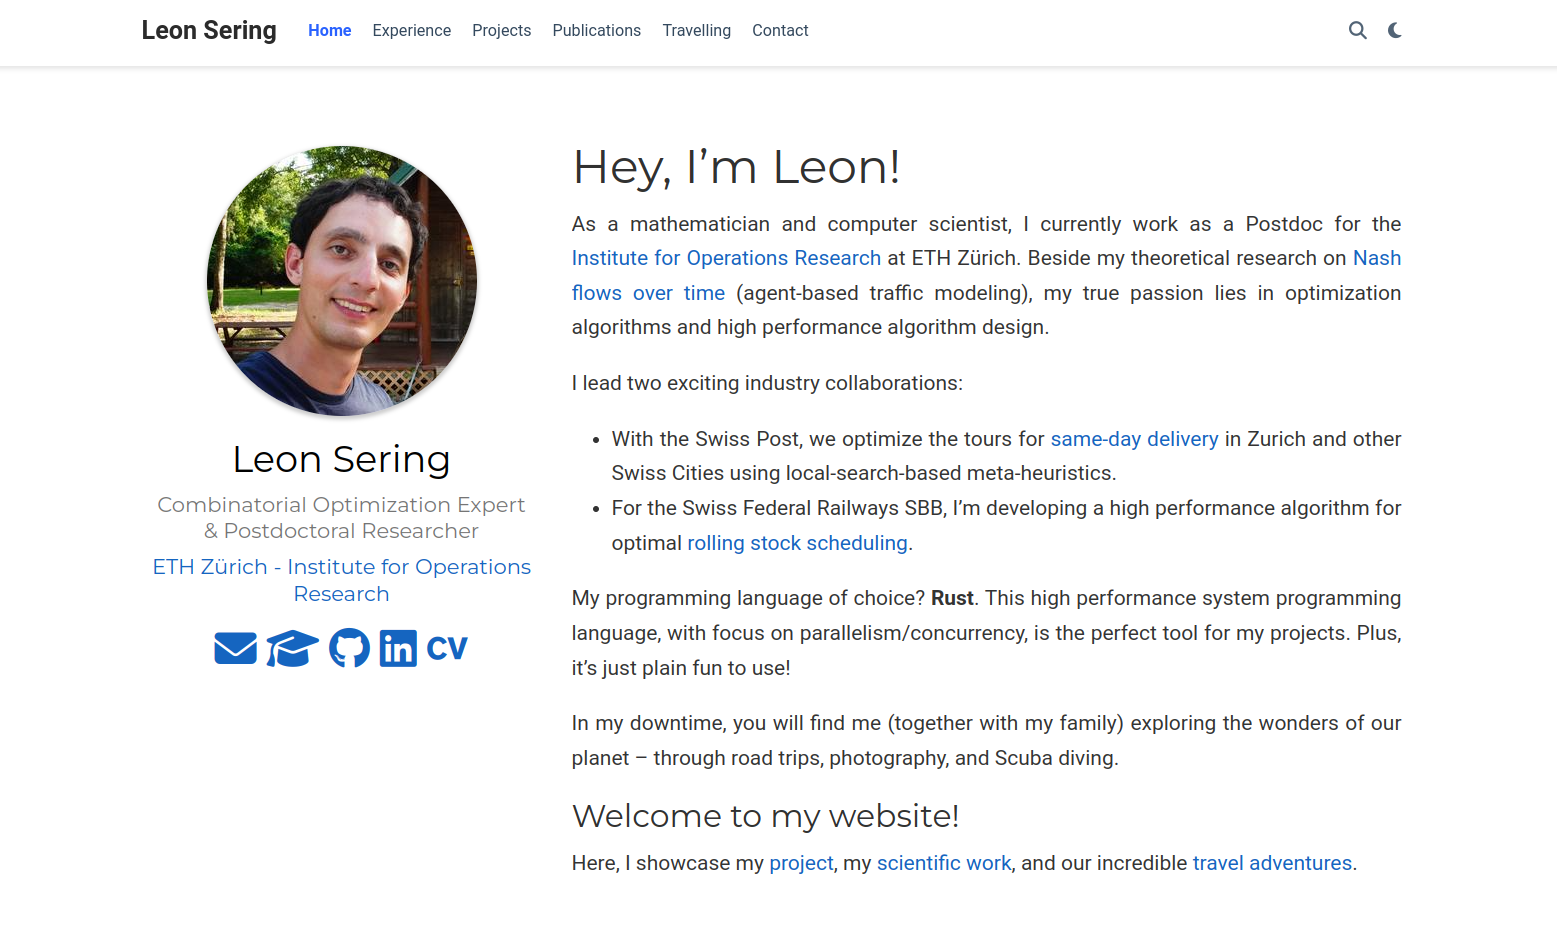 Leon Sering Home Experience Projects Publications Travelling Contact
Leon Sering
Combinatorial Optimization Expert
& Postdoctoral Researcher
ETH Zürich - Institute for Operations
Research
CV
Hey, I’m Leon!
As a mathematician and computer scientist, I currently work as a Postdoc for the
Institute for Operations Research at ETH Zürich. Beside my theoretical research on Nash
flows over time (agent-based traffic modeling), my true passion lies in optimization
algorithms and high performance algorithm design.
I lead two exciting industry collaborations:
• With the Swiss Post, we optimize the tours for same-day delivery in Zurich and other
Swiss Cities using local-search-based meta-heuristics.
• For the Swiss Federal Railways SBB, I’m developing a high performance algorithm for
optimal rolling stock scheduling.
My programming language of choice? Rust. This high performance system programming
language, with focus on parallelism/concurrency, is the perfect tool for my projects. Plus,
it’s just plain fun to use!
In my downtime, you will find me (together with my family) exploring the wonders of our
planet – through road trips, photography, and Scuba diving.
Welcome to my website!
Here, I showcase my project, my scientific work, and our incredible travel adventures.